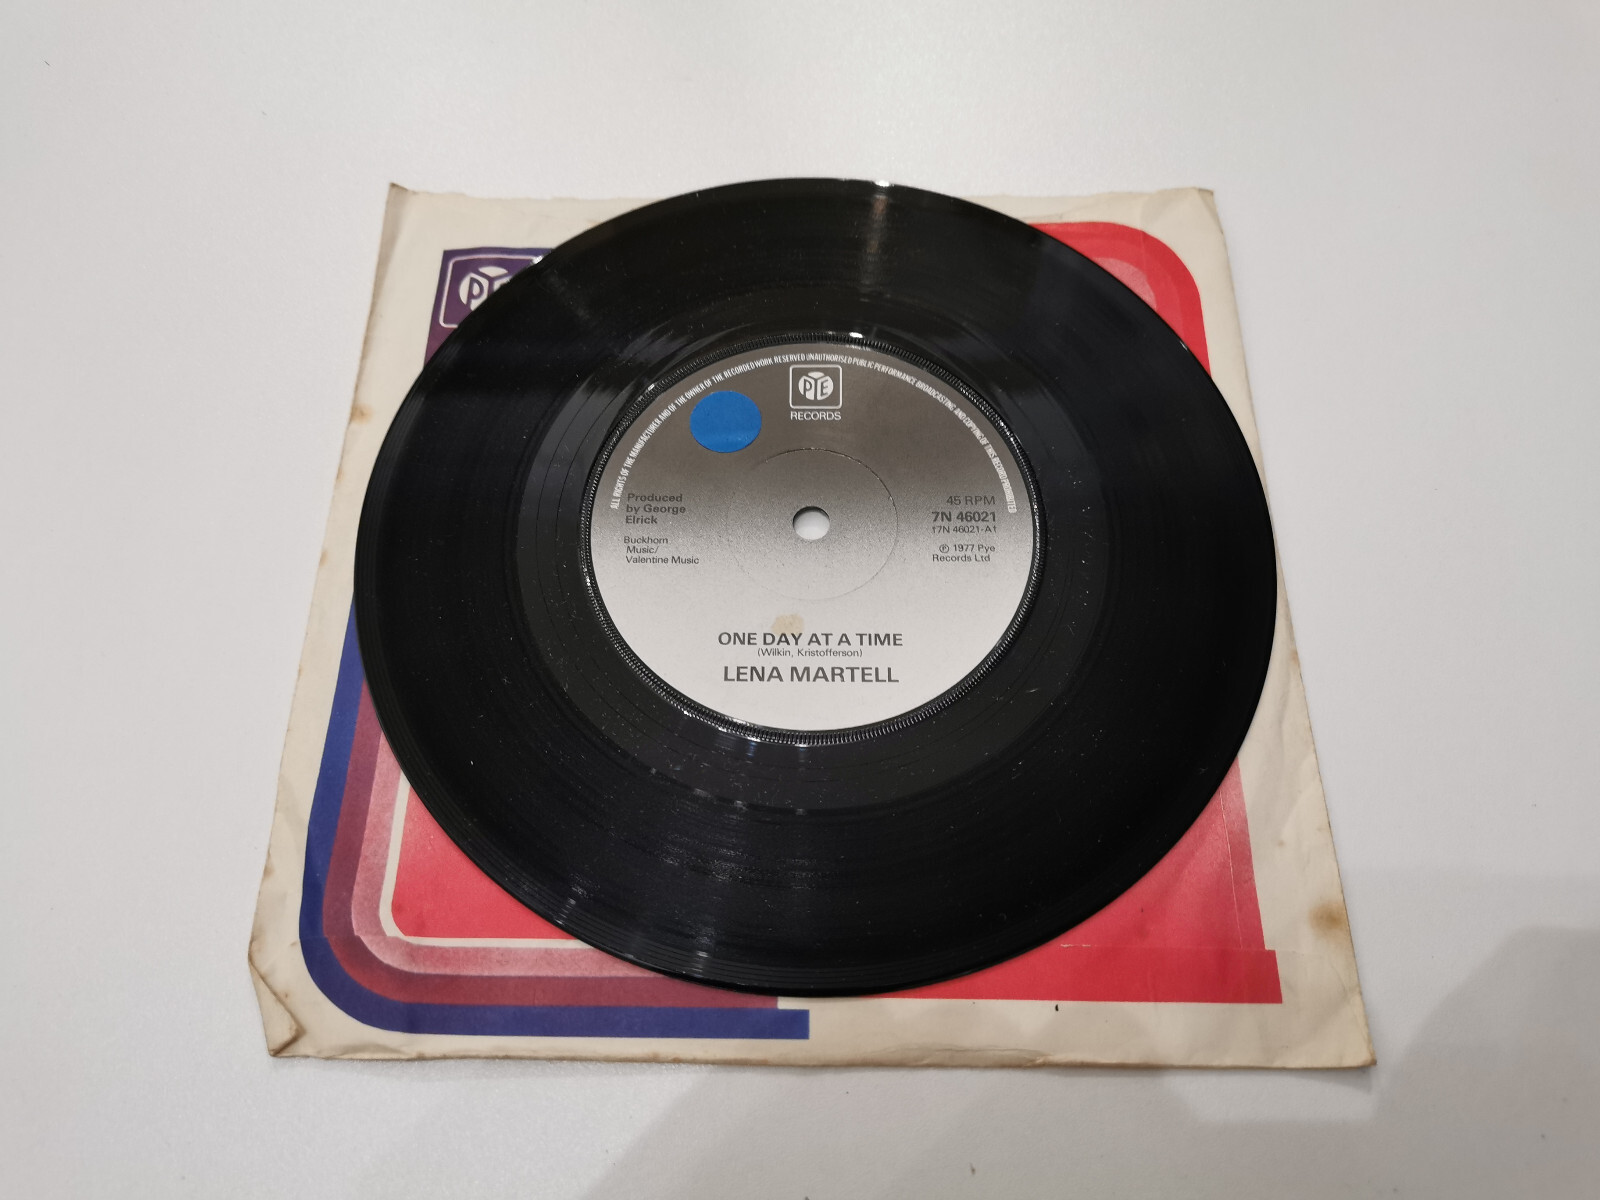 PYE
ALL RIGHTS OF THE MANUFACTURER AND OF THE OWNER OF THE RECORDED WORK RESERVED UNAUTHORISED PUBLIC PERFORMANCE BROADCASTING AND COPYING OF THIS RECORD PROHIBITED
PYE
RECORDS
Produced
by George
Elrick
Buckhorn
Music/
Valentine Music
45 RPM
7N 46021
17N 46021-A1
℗ 1977 Pye
Records Ltd
ONE DAY AT A TIME
(Wilkin, Kristofferson)
LENA MARTELL